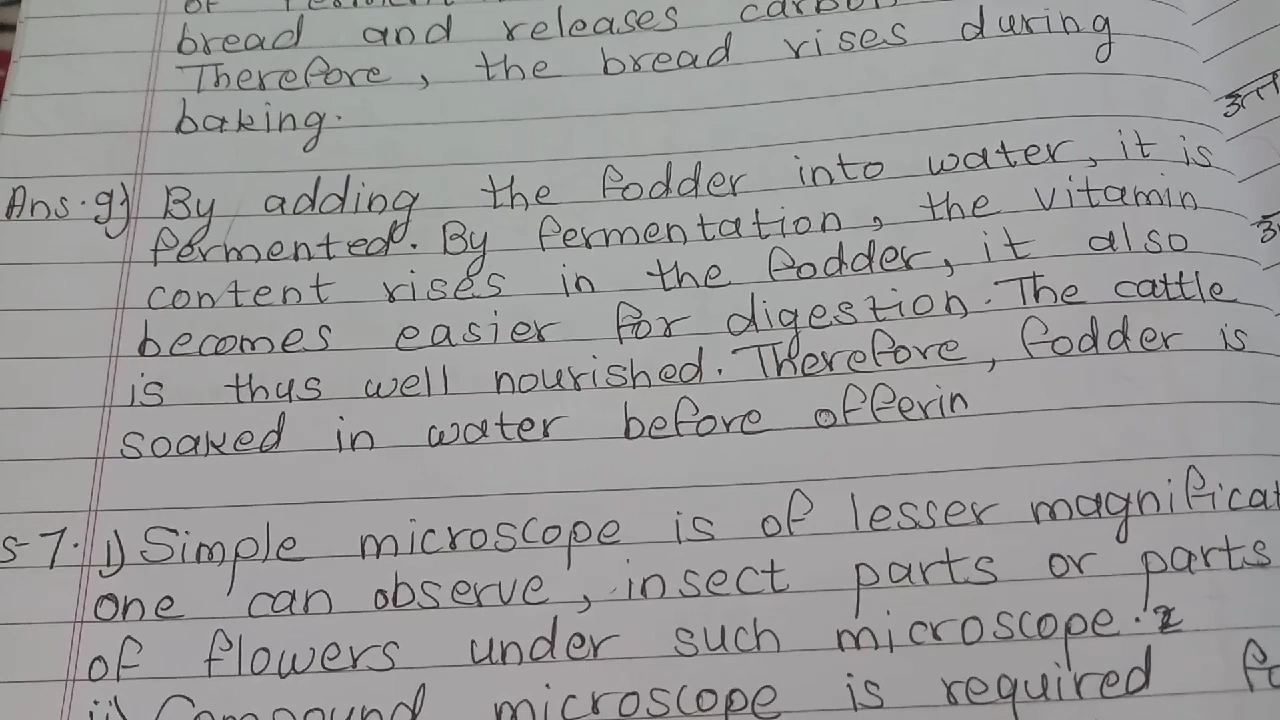 bread and releases
Therefore, the bread rises during
baking.
Ans. g) By adding the fodder into water, it is
fermented. By fermentation, the vitamin
content rises in the fodder, it also
becomes easier for digestion. The cattle
is thus well nourished. Therefore, fodder is
soaked in water before offerin
s-7. i) Simple microscope is of lesser magnificat
one can observe, insect parts or parts
of flowers under such microscope.
ii) Compound microscope is required